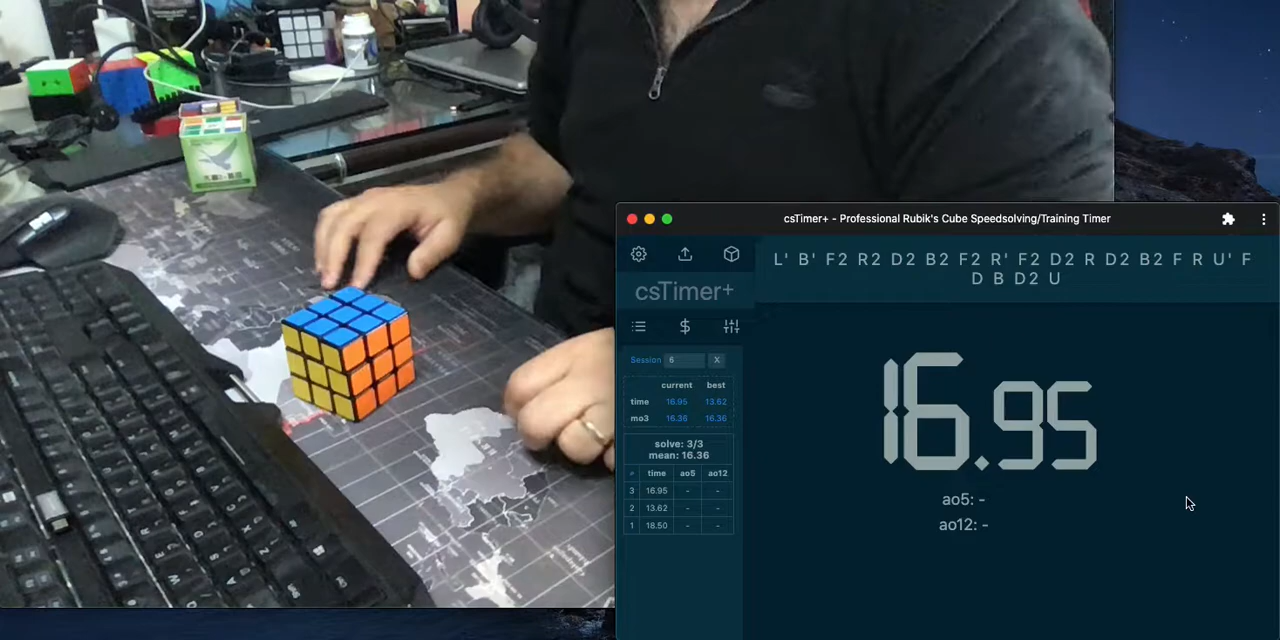 csTimer+ - Professional Rubik's Cube Speedsolving/Training Timer
L' B' F2 R2 D2 B2 F2 R' F2 D2 R D2 B2 F R U' F
D B D2 U
csTimer+
Session 6 X
current best
time 16.95 13.62
mo3 16.36 16.36
solve: 3/3
mean: 16.36
time ao5 ao12
3 16.95 - -
2 13.62 - -
1 18.50 - -
16.95
ao5: -
ao12: -